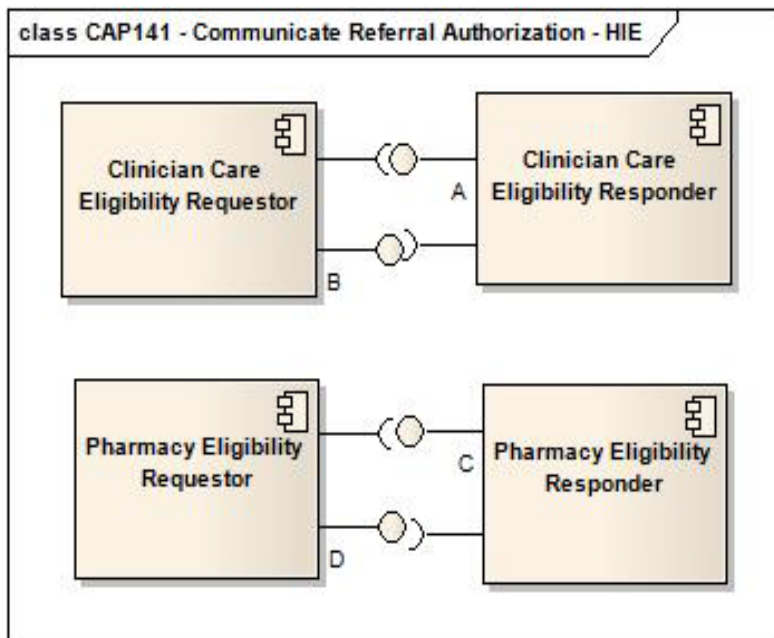 class CAP141 - Communicate Referral Authorization - HIE
Clinician Care
Eligibility Requestor
Clinician Care
Eligibility Responder
A
B
Pharmacy Eligibility
Requestor
Pharmacy Eligibility
Responder
C
D